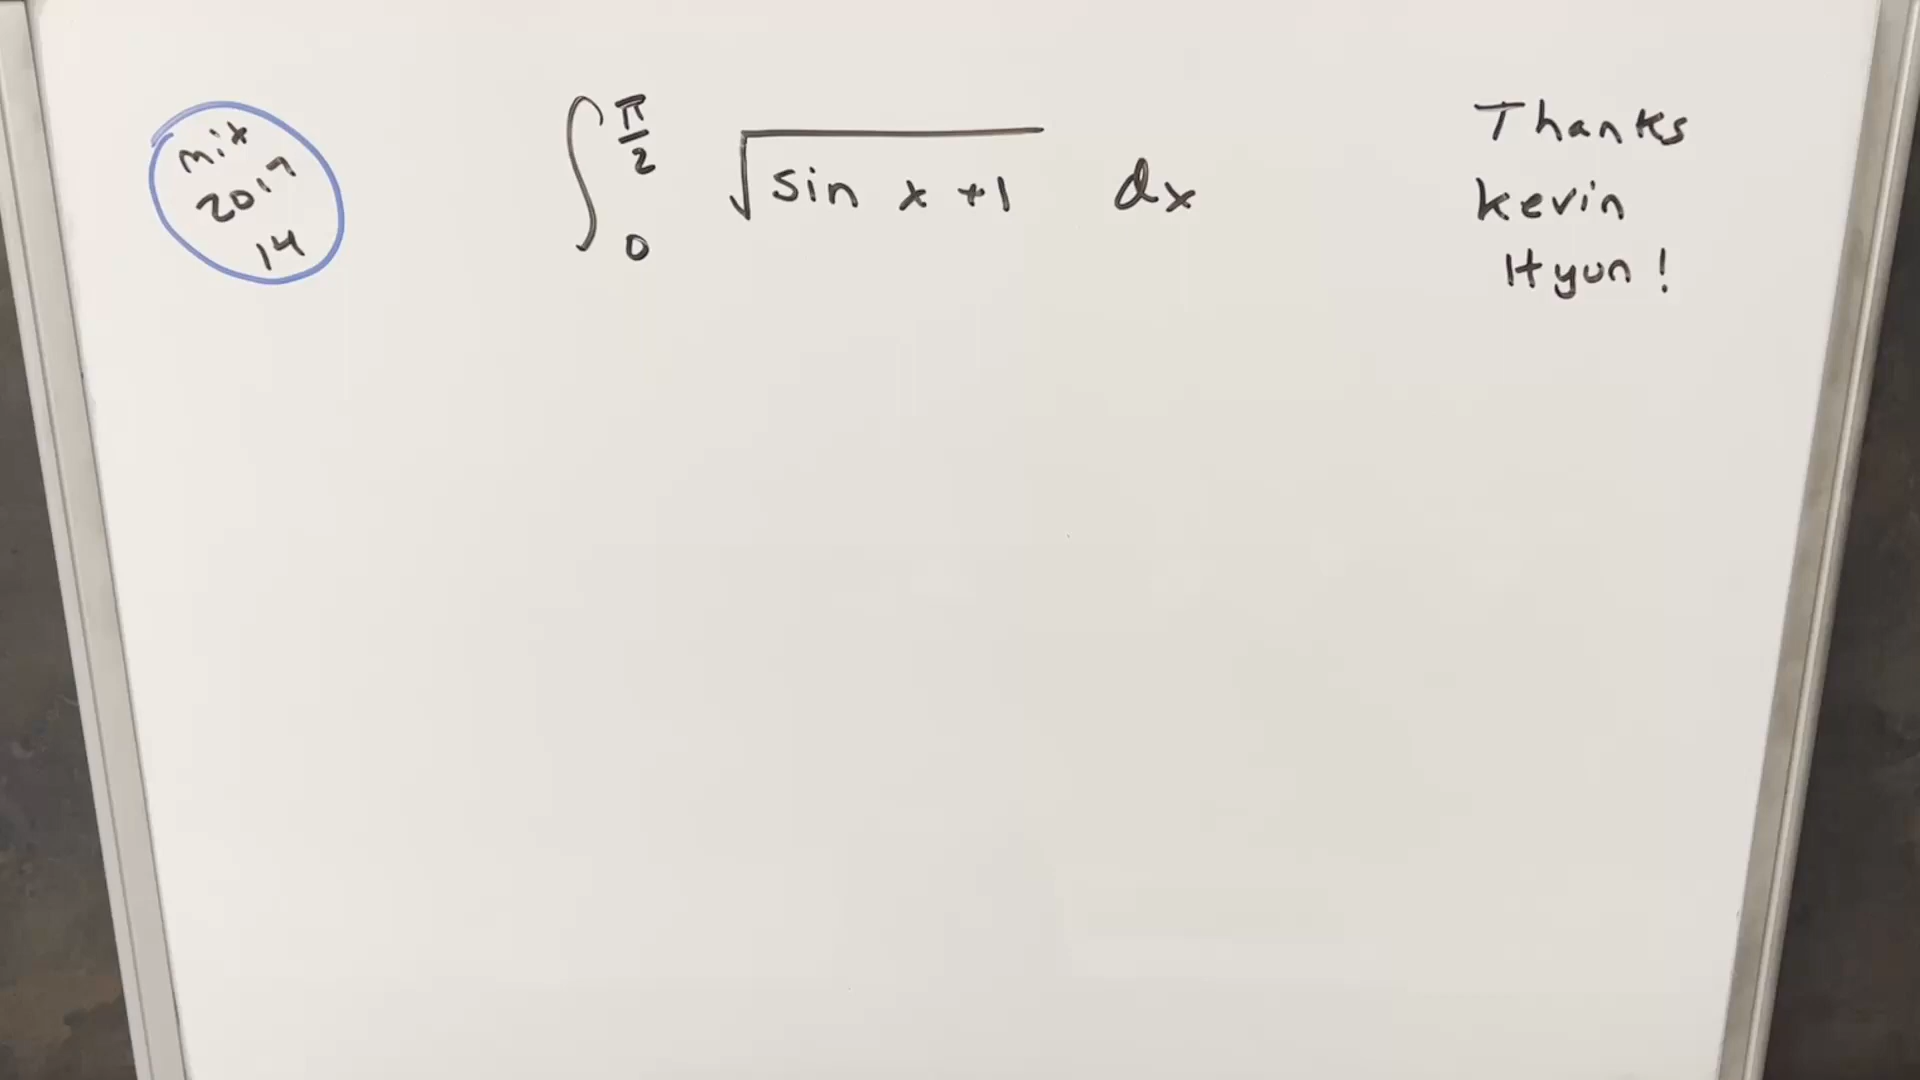 mit
2017
14
∫₀^(π/2) √(sin x + 1) dx
Thanks
Kevin
Hyun!